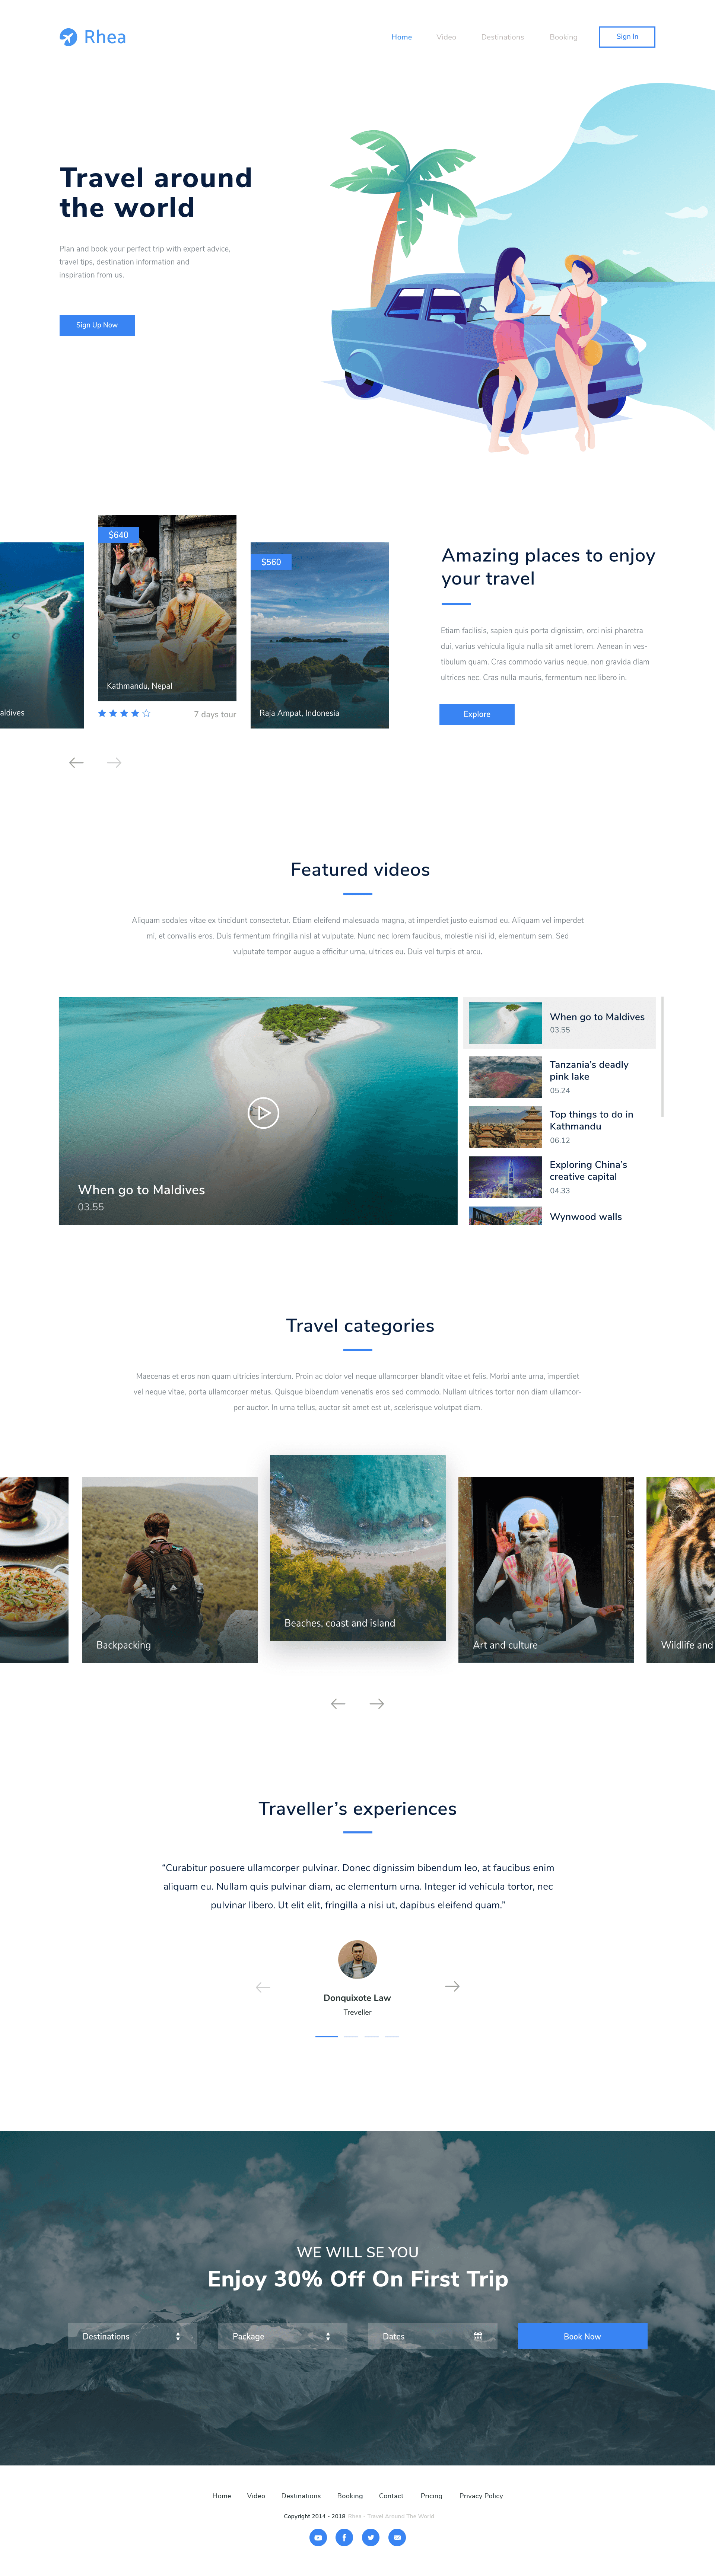 Rhea
Home Video Destinations Booking Sign In
Travel around
the world
Plan and book your perfect trip with expert advice,
travel tips, destination information and
inspiration from us.
Sign Up Now
aldives
$640
Kathmandu, Nepal
7 days tour
$560
Raja Ampat, Indonesia
Amazing places to enjoy
your travel
Etiam facilisis, sapien quis porta dignissim, orci nisi pharetra
dui, varius vehicula ligula nulla sit amet lorem. Aenean in ves-
tibulum quam. Cras commodo varius neque, non gravida diam
ultrices nec. Cras nulla mauris, fermentum nec libero in.
Explore
Featured videos
Aliquam sodales vitae ex tincidunt consectetur. Etiam eleifend malesuada magna, at imperdiet justo euismod eu. Aliquam vel imperdet
mi, et convallis eros. Duis fermentum fringilla nisl at vulputate. Nunc nec lorem faucibus, molestie nisi id, elementum sem. Sed
vulputate tempor augue a efficitur urna, ultrices eu. Duis vel turpis et arcu.
When go to Maldives
03.55
When go to Maldives
03.55
Tanzania's deadly
pink lake
05.24
Top things to do in
Kathmandu
06.12
Exploring China's
creative capital
04.33
Wynwood walls
Travel categories
Maecenas et eros non quam ultricies interdum. Proin ac dolor vel neque ullamcorper blandit vitae et felis. Morbi ante urna, imperdiet
vel neque vitae, porta ullamcorper metus. Quisque bibendum venenatis eros sed commodo. Nullam ultrices tortor non diam ullamcor-
per auctor. In urna tellus, auctor sit amet est ut, scelerisque volutpat diam.
Backpacking
Beaches, coast and island
Art and culture
Wildlife and
Traveller's experiences
“Curabitur posuere ullamcorper pulvinar. Donec dignissim bibendum leo, at faucibus enim
aliquam eu. Nullam quis pulvinar diam, ac elementum urna. Integer id vehicula tortor, nec
pulvinar libero. Ut elit elit, fringilla a nisi ut, dapibus eleifend quam.”
Donquixote Law
Treveller
WE WILL SE YOU
Enjoy 30% Off On First Trip
Destinations Package Dates Book Now
Home Video Destinations Booking Contact Pricing Privacy Policy
Copyright 2014 - 2018 Rhea - Travel Around The World